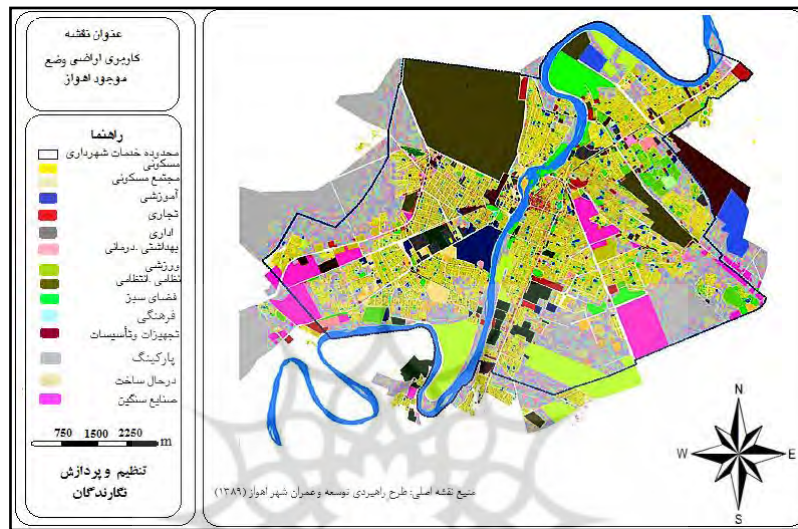 عنوان نقشه
کاربری اراضی وضع
موجود اهواز
راهنما
محدوده خدمات شهرداری
مسکونی
مجتمع مسکونی
آموزشی
تجاری
اداری
بهداشتی .درمانی
ورزشی
نظامی .انتظامی
فضای سبز
فرهنگی
تجهیزات وتأسیسات
پارکینگ
درحال ساخت
صنایع سنگین
750 1500 2250 m
تنظیم و پردازش
نگارندگان
منبع نقشه اصلی: طرح راهبردی توسعه وعمران شهر اهواز (۱۳۸۹)
N
W E
S